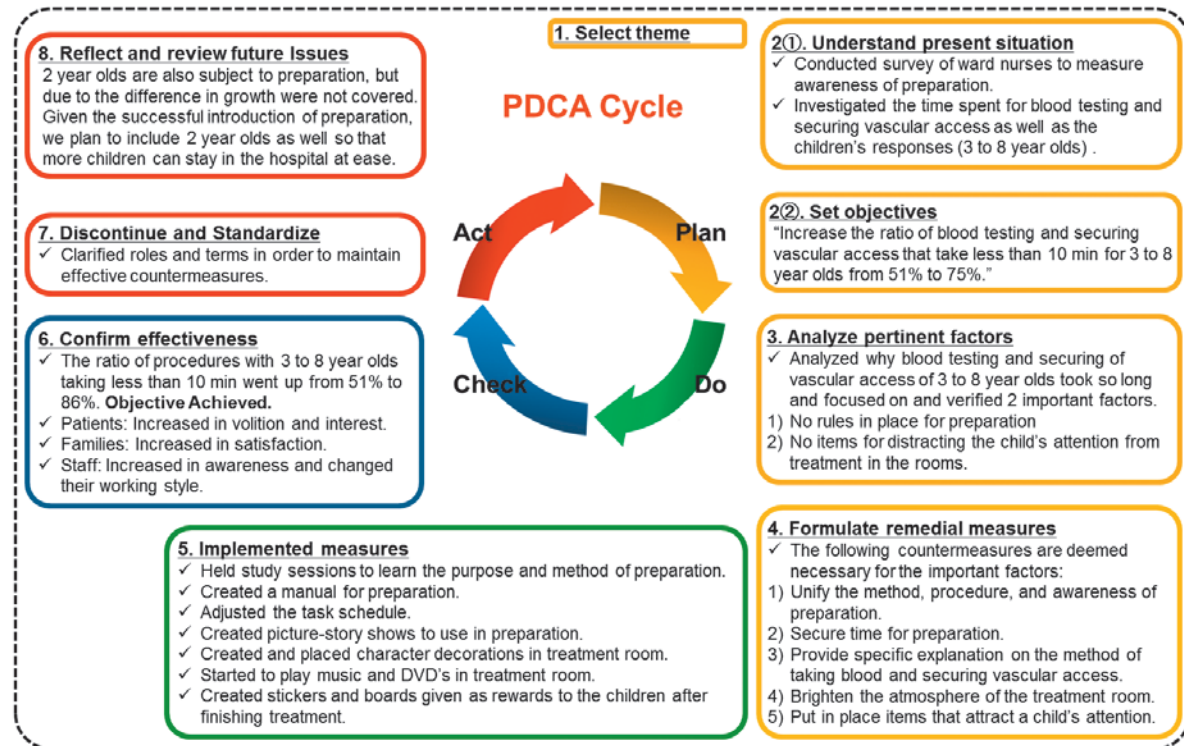 1. Select theme
PDCA Cycle
Plan
Do
Check
Act
2①. Understand present situation
✓ Conducted survey of ward nurses to measure
awareness of preparation.
✓ Investigated the time spent for blood testing and
securing vascular access as well as the
children's responses (3 to 8 year olds) .
2②. Set objectives
"Increase the ratio of blood testing and securing
vascular access that take less than 10 min for 3 to 8
year olds from 51% to 75%."
3. Analyze pertinent factors
✓ Analyzed why blood testing and securing of
vascular access of 3 to 8 year olds took so long
and focused on and verified 2 important factors.
1) No rules in place for preparation
2) No items for distracting the child's attention from
treatment in the rooms.
4. Formulate remedial measures
✓ The following countermeasures are deemed
necessary for the important factors:
1) Unify the method, procedure, and awareness of
preparation.
2) Secure time for preparation.
3) Provide specific explanation on the method of
taking blood and securing vascular access.
4) Brighten the atmosphere of the treatment room.
5) Put in place items that attract a child's attention.
5. Implemented measures
✓ Held study sessions to learn the purpose and method of preparation.
✓ Created a manual for preparation.
✓ Adjusted the task schedule.
✓ Created picture-story shows to use in preparation.
✓ Created and placed character decorations in treatment room.
✓ Started to play music and DVD's in treatment room.
✓ Created stickers and boards given as rewards to the children after
finishing treatment.
6. Confirm effectiveness
✓ The ratio of procedures with 3 to 8 year olds
taking less than 10 min went up from 51% to
86%. Objective Achieved.
✓ Patients: Increased in volition and interest.
✓ Families: Increased in satisfaction.
✓ Staff: Increased in awareness and changed
their working style.
7. Discontinue and Standardize
✓ Clarified roles and terms in order to maintain
effective countermeasures.
8. Reflect and review future Issues
2 year olds are also subject to preparation, but
due to the difference in growth were not covered.
Given the successful introduction of preparation,
we plan to include 2 year olds as well so that
more children can stay in the hospital at ease.